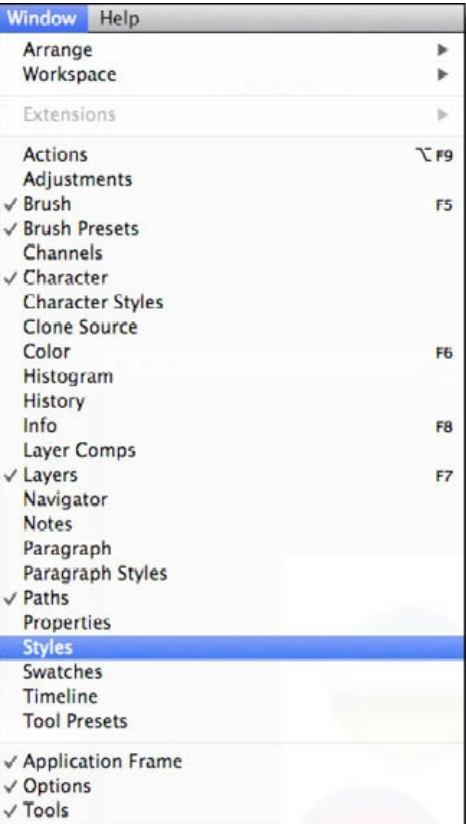 Window Help
Arrange ▶
Workspace ▶
Extensions ▶
Actions ⌥ F9
Adjustments
✓ Brush F5
✓ Brush Presets
Channels
✓ Character
Character Styles
Clone Source
Color F6
Histogram
History
Info F8
Layer Comps
✓ Layers F7
Navigator
Notes
Paragraph
Paragraph Styles
✓ Paths
Properties
Styles
Swatches
Timeline
Tool Presets
✓ Application Frame
✓ Options
✓ Tools